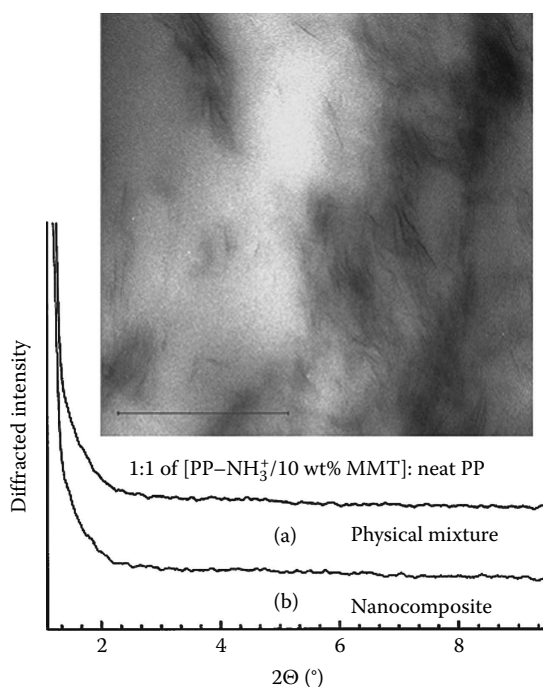 1:1 of [PP–NH₃⁺/10 wt% MMT]: neat PP
(a) Physical mixture
(b) Nanocomposite
Diffracted intensity
2 4 6 8
2Θ (°)